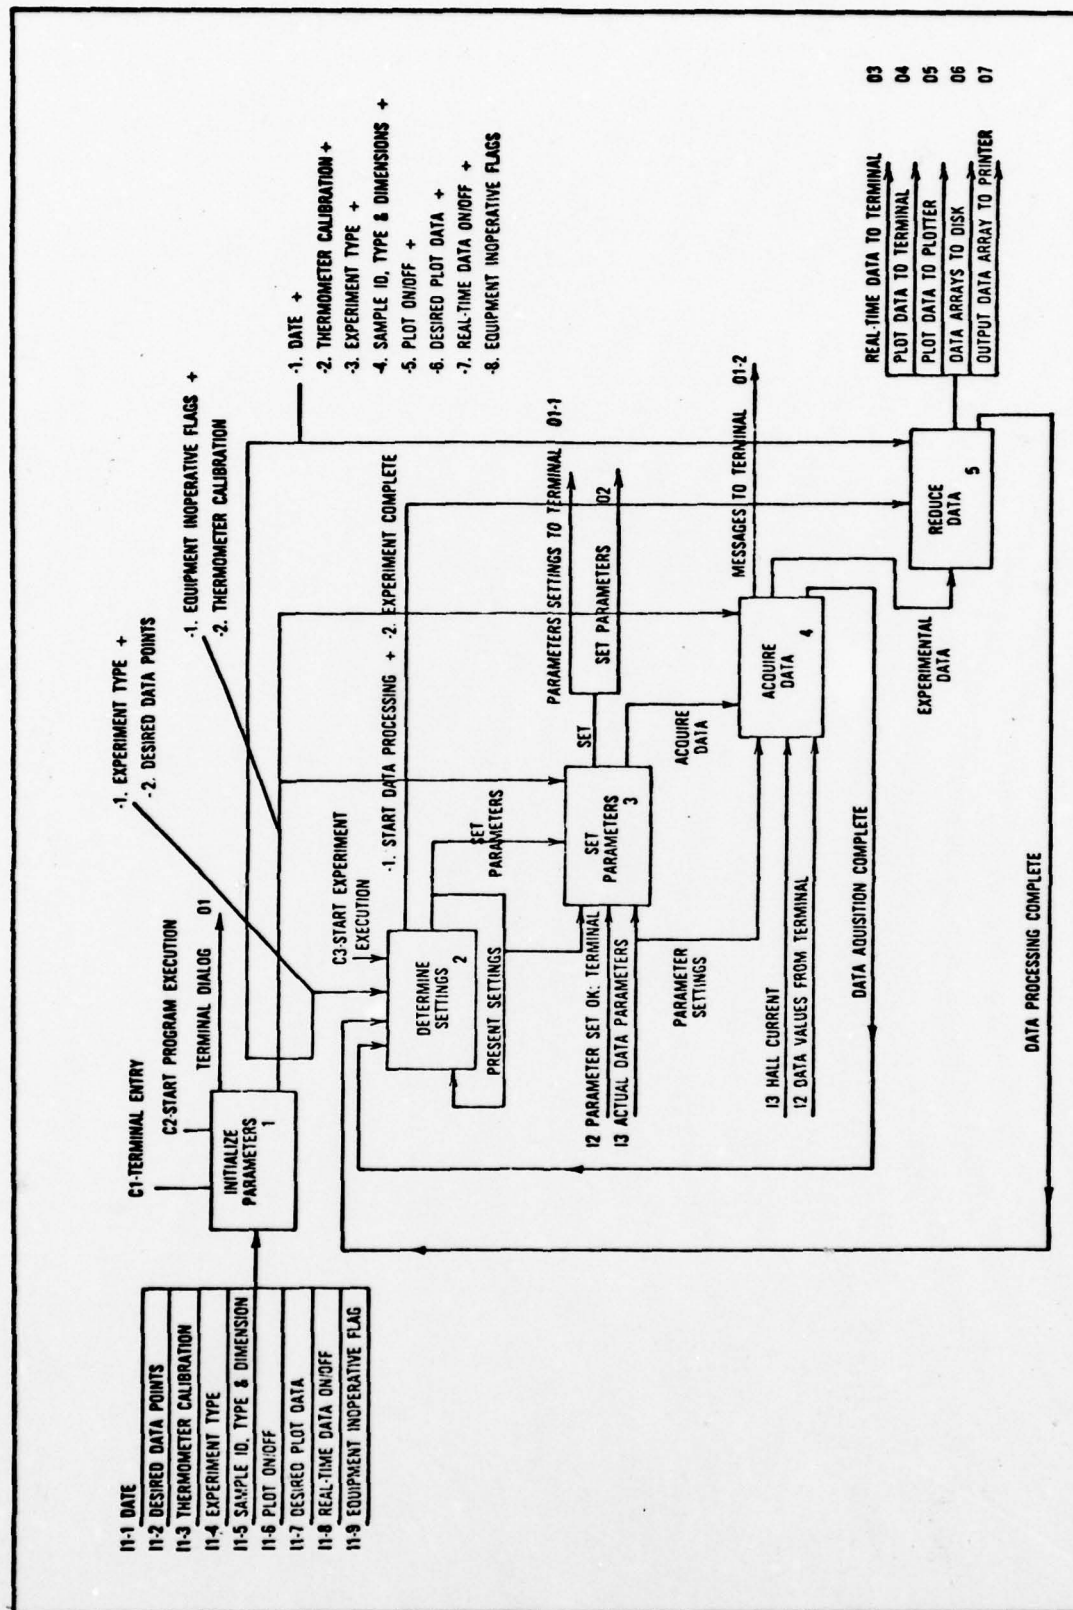 I1-1 DATE
I1-2 DESIRED DATA POINTS
I1-3 THERMOMETER CALIBRATION
I1-4 EXPERIMENT TYPE
I1-5 SAMPLE ID, TYPE & DIMENSION
I1-6 PLOT ON/OFF
I1-7 DESIRED PLOT DATA
I1-8 REAL-TIME DATA ON/OFF
I1-9 EQUIPMENT INOPERATIVE FLAG
C1-TERMINAL ENTRY
C2-START PROGRAM EXECUTION
INITIALIZE
PARAMETERS
1
TERMINAL DIALOG
O1
-1. EXPERIMENT TYPE +
-2. DESIRED DATA POINTS
-1. EQUIPMENT INOPERATIVE FLAGS +
-2. THERMOMETER CALIBRATION
-1. DATE +
-2. THERMOMETER CALIBRATION +
-3. EXPERIMENT TYPE +
-4. SAMPLE ID, TYPE & DIMENSIONS +
-5. PLOT ON/OFF +
-6. DESIRED PLOT DATA +
-7. REAL-TIME DATA ON/OFF +
-8. EQUIPMENT INOPERATIVE FLAGS
C3-START EXPERIMENT
EXECUTION
DETERMINE
SETTINGS
2
-1. START DATA PROCESSING + -2. EXPERIMENT COMPLETE
PRESENT SETTINGS
SET
PARAMETERS
I2 PARAMETER SET OK: TERMINAL
I3 ACTUAL DATA PARAMETERS
SET
PARAMETERS
3
SET
PARAMETERS SETTINGS TO TERMINAL
O1-1
SET PARAMETERS
O2
ACQUIRE
DATA
PARAMETER
SETTINGS
I3 HALL CURRENT
I2 DATA VALUES FROM TERMINAL
ACQUIRE
DATA
4
MESSAGES TO TERMINAL
O1-2
DATA AQUISITION COMPLETE
EXPERIMENTAL
DATA
REDUCE
DATA
5
REAL-TIME DATA TO TERMINAL O3
PLOT DATA TO TERMINAL O4
PLOT DATA TO PLOTTER O5
DATA ARRAYS TO DISK O6
OUTPUT DATA ARRAY TO PRINTER O7
DATA PROCESSING COMPLETE